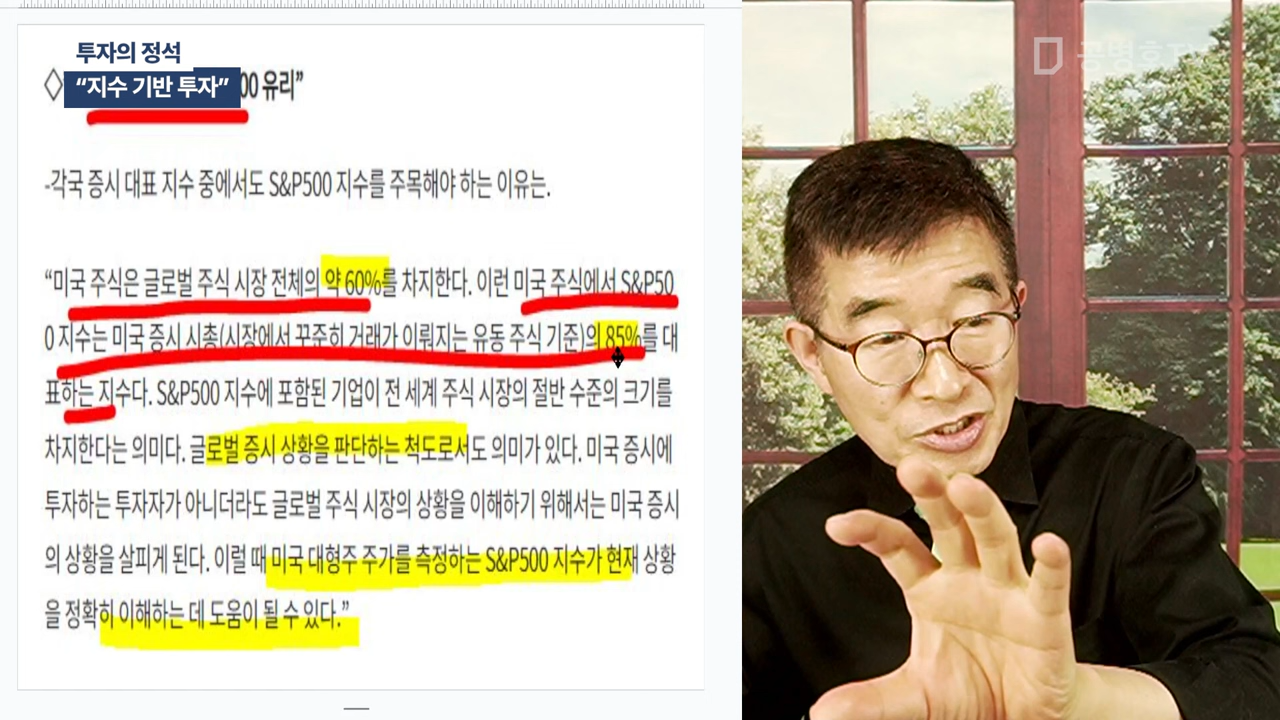 투자의 정석
“지수 기반 투자”
◇ 00 유리”
-각국 증시 대표 지수 중에서도 S&P500 지수를 주목해야 하는 이유는.
“미국 주식은 글로벌 주식 시장 전체의 약 60%를 차지한다. 이런 미국 주식에서 S&P50
0 지수는 미국 증시 시총(시장에서 꾸준히 거래가 이뤄지는 유동 주식 기준)의 85%를 대
표하는 지수다. S&P500 지수에 포함된 기업이 전 세계 주식 시장의 절반 수준의 크기를
차지한다는 의미다. 글로벌 증시 상황을 판단하는 척도로서도 의미가 있다. 미국 증시에
투자하는 투자자가 아니더라도 글로벌 주식 시장의 상황을 이해하기 위해서는 미국 증시
의 상황을 살피게 된다. 이럴 때 미국 대형주 주가를 측정하는 S&P500 지수가 현재 상황
을 정확히 이해하는 데 도움이 될 수 있다.”